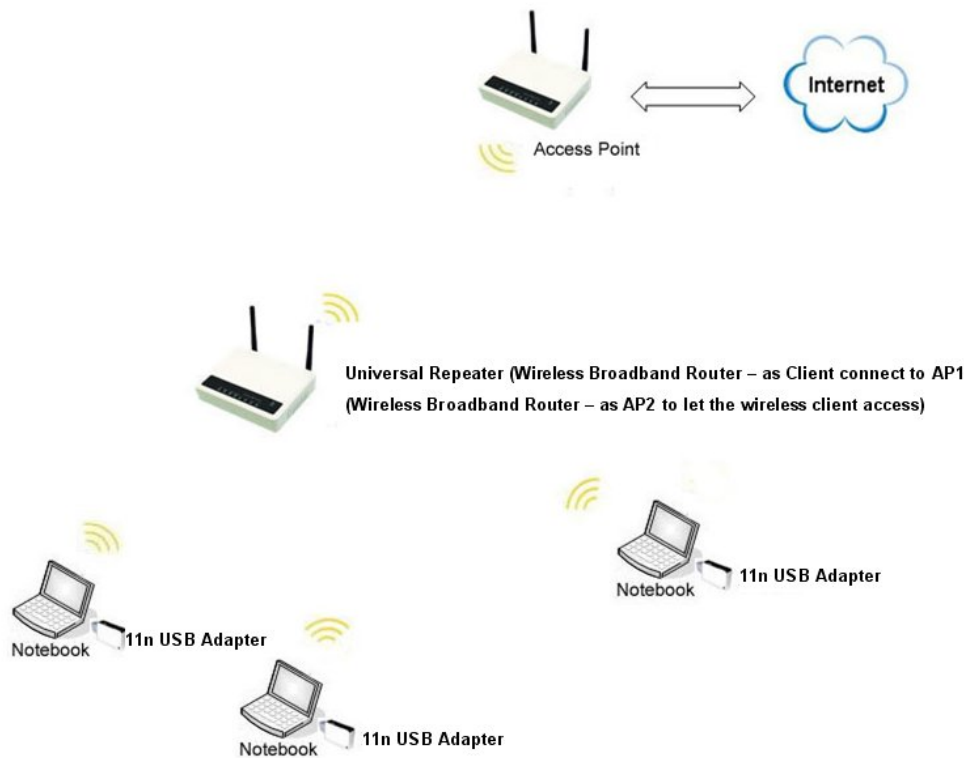 Internet
Access Point
Universal Repeater (Wireless Broadband Router – as Client connect to AP1
(Wireless Broadband Router – as AP2 to let the wireless client access)
11n USB Adapter
Notebook
11n USB Adapter
Notebook
11n USB Adapter
Notebook